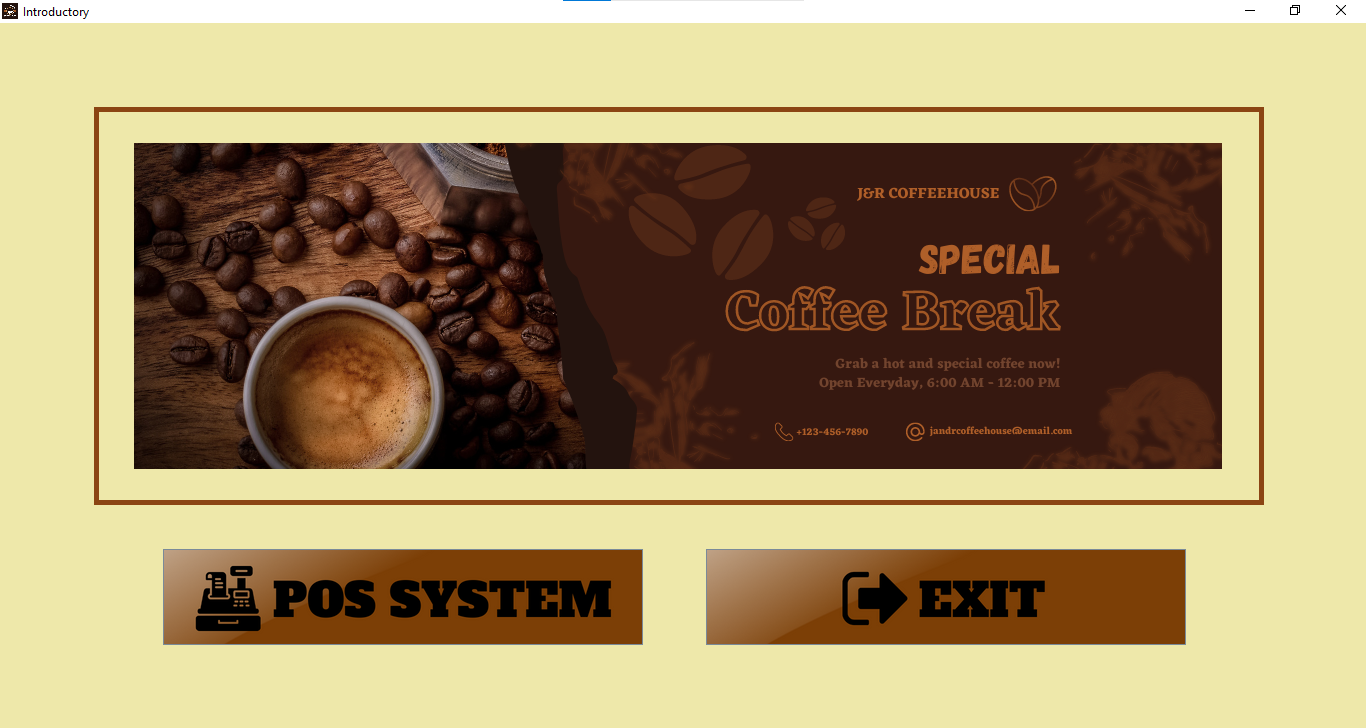 Introductory
J&R COFFEEHOUSE
SPECIAL
Coffee Break
Grab a hot and special coffee now!
Open Everyday, 6:00 AM - 12:00 PM
+123-456-7890 jandrcoffeehouse@email.com
POS SYSTEM EXIT